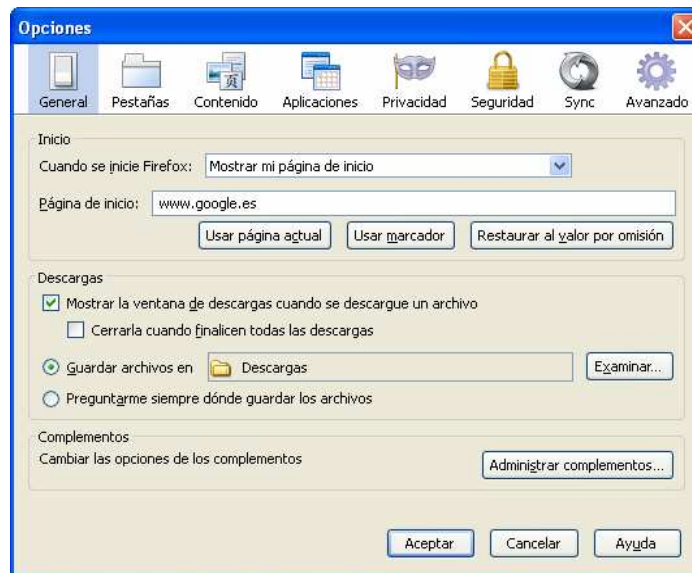 Opciones
General Pestañas Contenido Aplicaciones Privacidad Seguridad Sync Avanzado
Inicio
Cuando se inicie Firefox: Mostrar mi página de inicio
Página de inicio: www.google.es
Usar página actual Usar marcador Restaurar al valor por omisión
Descargas
Mostrar la ventana de descargas cuando se descargue un archivo
Cerrarla cuando finalicen todas las descargas
Guardar archivos en Descargas Examinar...
Preguntarme siempre dónde guardar los archivos
Complementos
Cambiar las opciones de los complementos Administrar complementos...
Aceptar Cancelar Ayuda